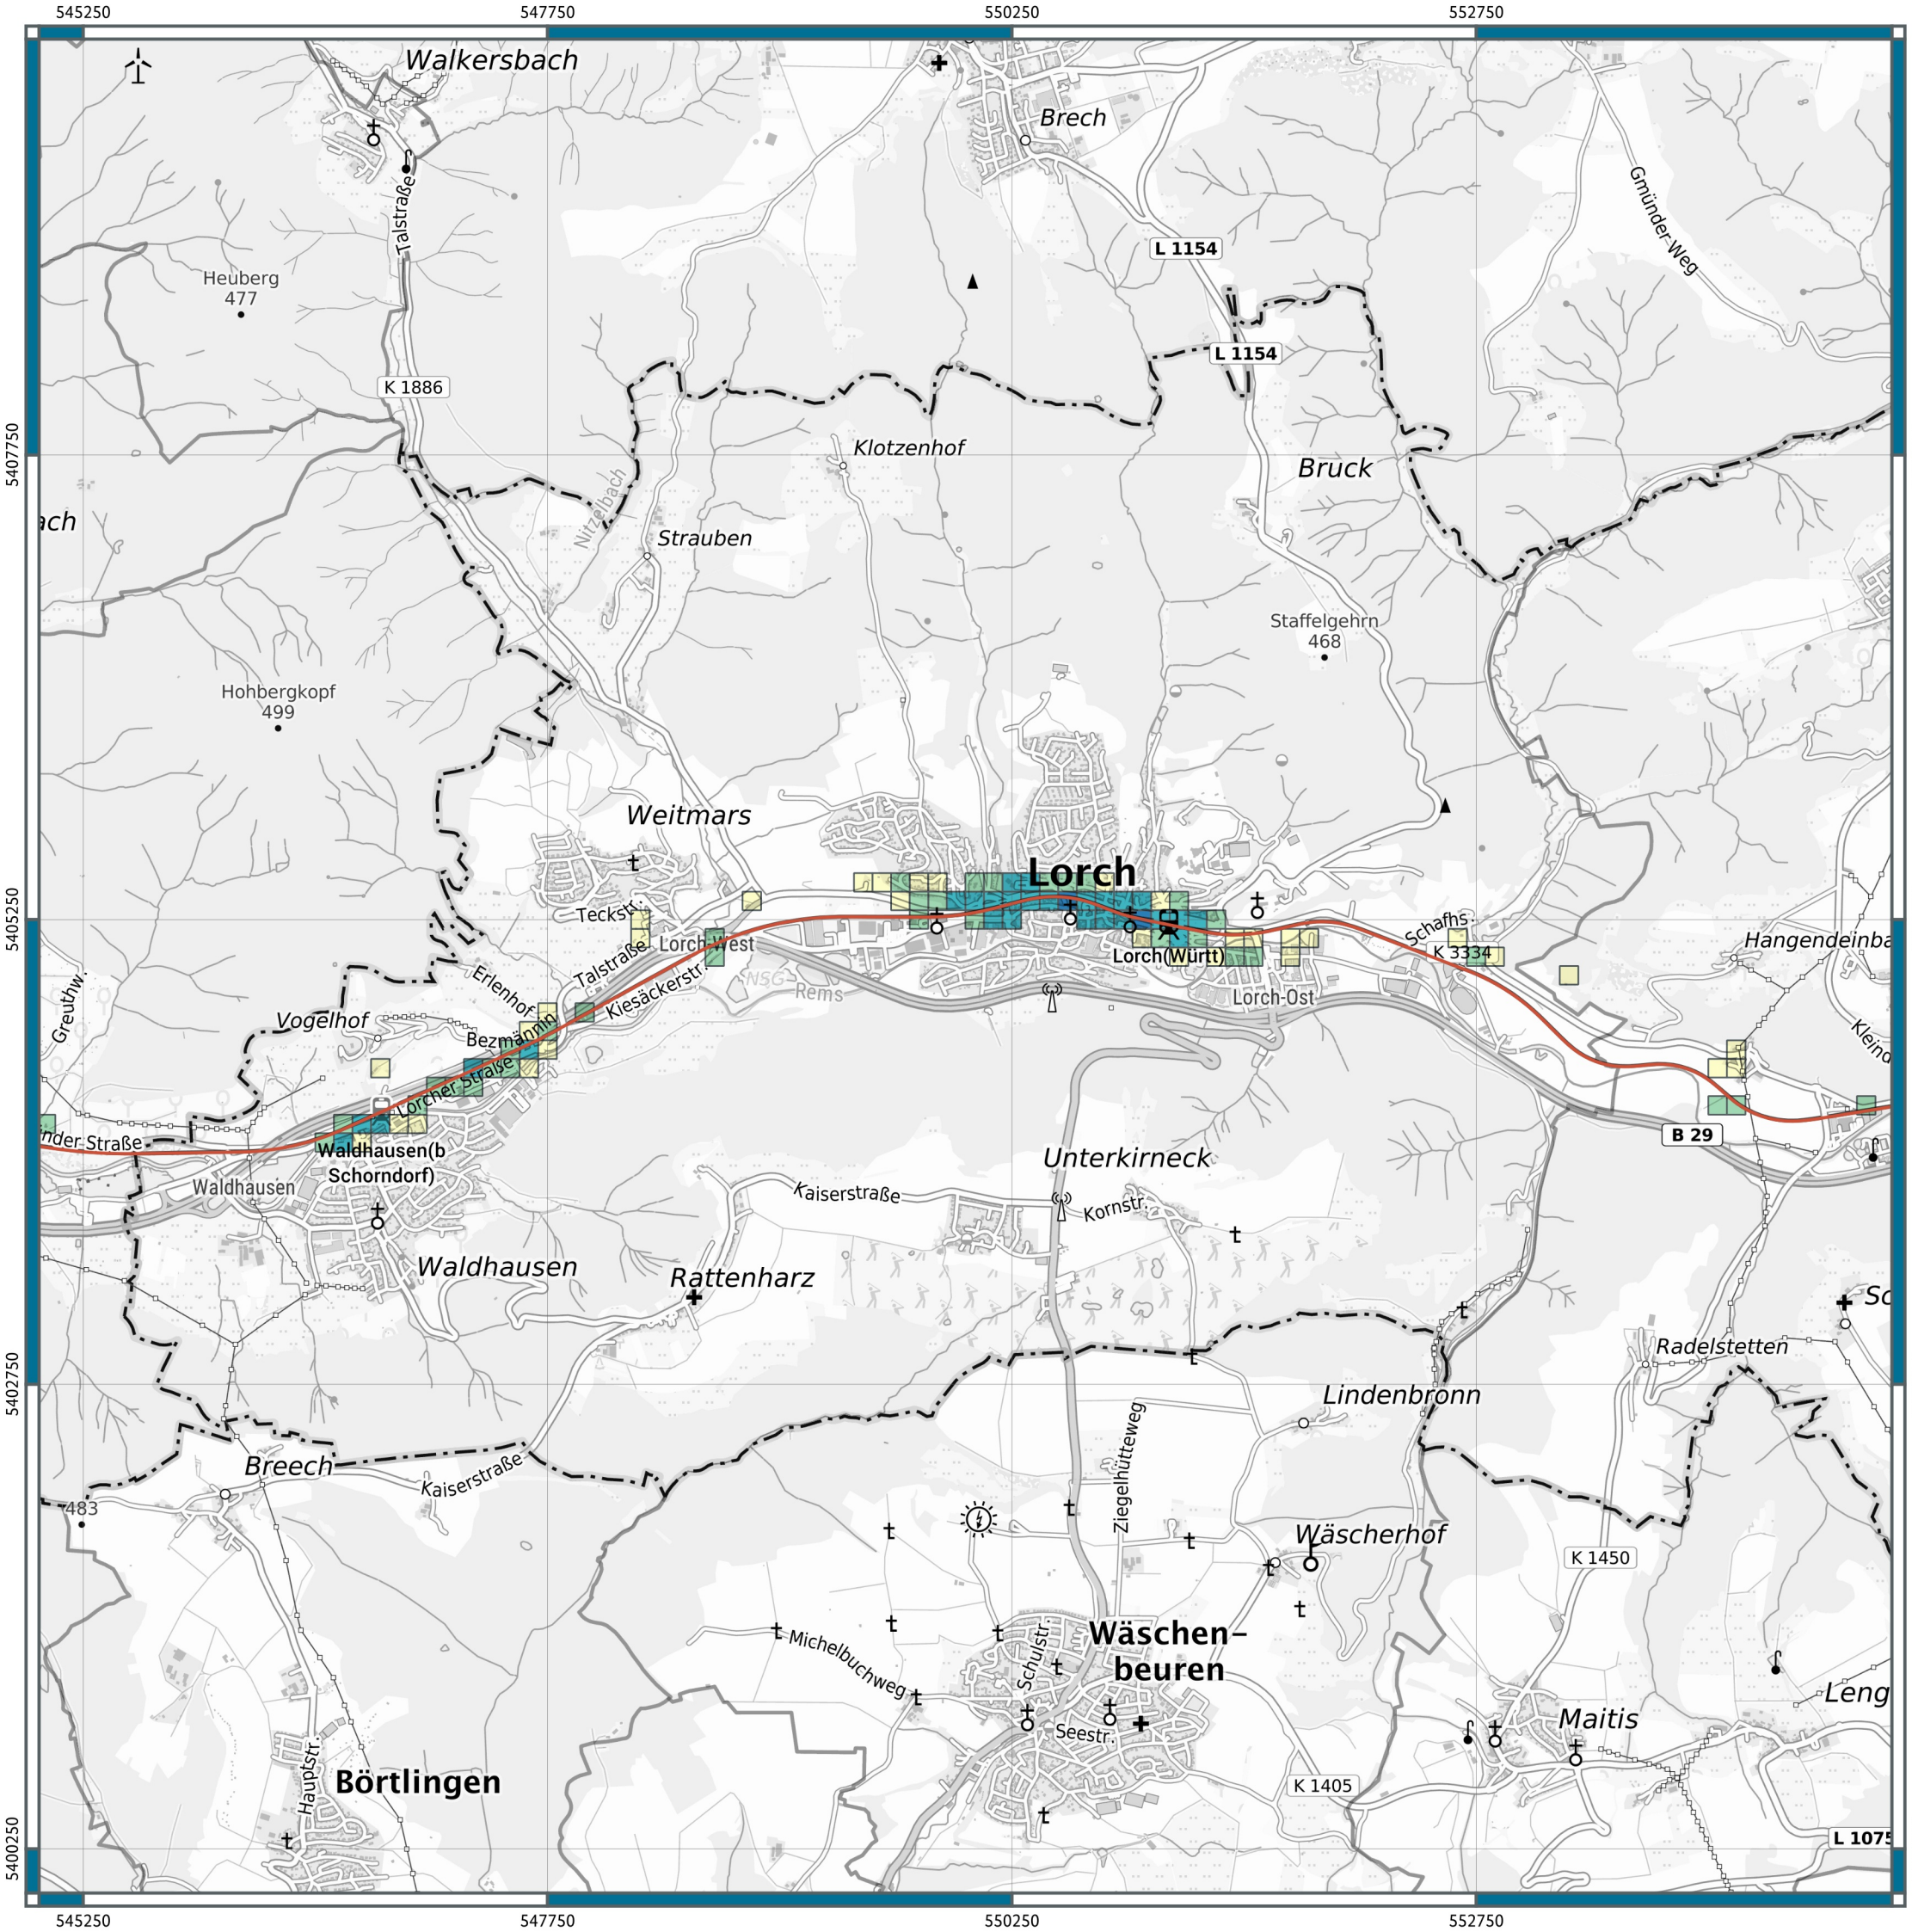 545250
547750
550250
552750
Walkersbach
Brech
Talstraße
Gmünder Weg
L 1154
Heuberg
477
L 1154
K 1886
5407750
Klotzenhof
Bruck
Nitzelbach
ach
Strauben
Staffelgehrn
468
Hohbergkopf
499
Weitmars
Lorch
5405250
Teckstr.
Schafhs.
Lorch-West
K 3334
Hangendeinba
Talstraße
Lorch(Württ)
Erlenhof
Kiesäckerstr.
NSG
Rems
Lorch-Ost
Greuthw.
Vogelhof
Bezmännin
Kleind
Lorcher Straße
nder Straße
B 29
Waldhausen(b
Schorndorf)
Unterkirneck
Waldhausen
Kaiserstraße
Kornstr.
Waldhausen
Rattenharz
Sc
Radelstetten
5402750
Lindenbronn
Ziegelhütteweg
Breech
Kaiserstraße
483
Wäscherhof
K 1450
Wäschen-
beuren
Schulstr.
Michelbuchweg
Leng
Maitis
Seestr.
Hauptstr.
Börtlingen
K 1405
5400250
L 1075
545250
547750
550250
552750